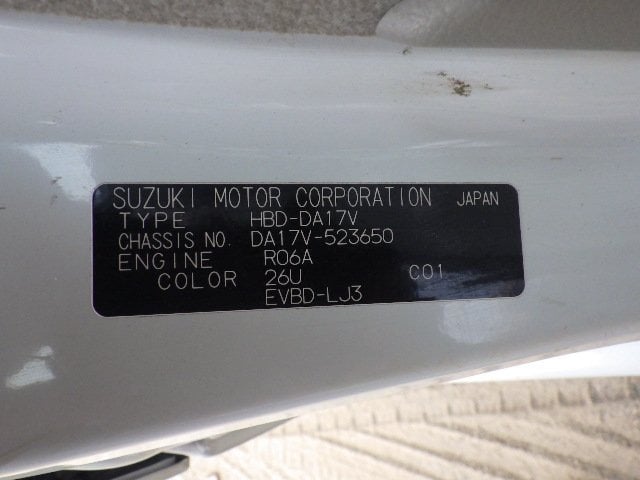 SUZUKI MOTOR CORPORATION JAPAN
TYPE HBD-DA17V
CHASSIS NO. DA17V-523650
ENGINE R06A
COLOR 26U C01
EVBD-LJ3